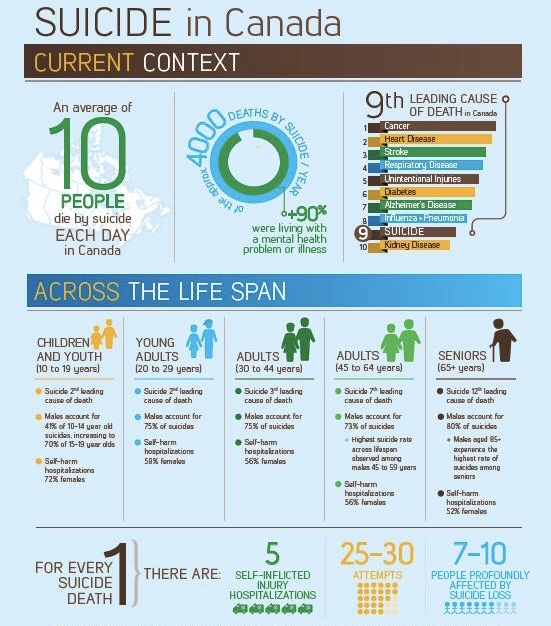 SUICIDE in Canada
CURRENT CONTEXT
An average of
10
PEOPLE
die by suicide
EACH DAY
in Canada
of the approx 4000 DEATHS BY SUICIDE / YEAR
+90%
were living with
a mental health
problem or illness
9th LEADING CAUSE
OF DEATH in Canada
1 Cancer
2 Heart Disease
3 Stroke
4 Respiratory Disease
5 Unintentional Injuries
6 Diabetes
7 Alzheimer's Disease
8 Influenza + Pneumonia
9 SUICIDE
10 Kidney Disease
ACROSS THE LIFE SPAN
CHILDREN
AND YOUTH
(10 to 19 years)
Suicide 2nd leading
cause of death
Males account for
41% of 10-14 year old
suicides, increasing to
70% of 15-19 year olds
Self-harm
hospitalizations
72% females
YOUNG
ADULTS
(20 to 29 years)
Suicide 2nd leading
cause of death
Males account for
75% of suicides
Self-harm
hospitalizations
58% females
ADULTS
(30 to 44 years)
Suicide 3rd leading
cause of death
Males account for
75% of suicides
Self-harm
hospitalizations
56% females
ADULTS
(45 to 64 years)
Suicide 7th leading
cause of death
Males account for
73% of suicides
Highest suicide rate
across lifespan
observed among
males 45 to 59 years
Self-harm
hospitalizations
56% females
SENIORS
(65+ years)
Suicide 12th leading
cause of death
Males account for
80% of suicides
Males aged 85+
experience the
highest rate of
suicides among
seniors
Self-harm
hospitalizations
52% females
FOR EVERY
1
SUICIDE
DEATH
THERE ARE:
5
SELF-INFLICTED
INJURY
HOSPITALIZATIONS
25-30
ATTEMPTS
7-10
PEOPLE PROFOUNDLY
AFFECTED BY
SUICIDE LOSS